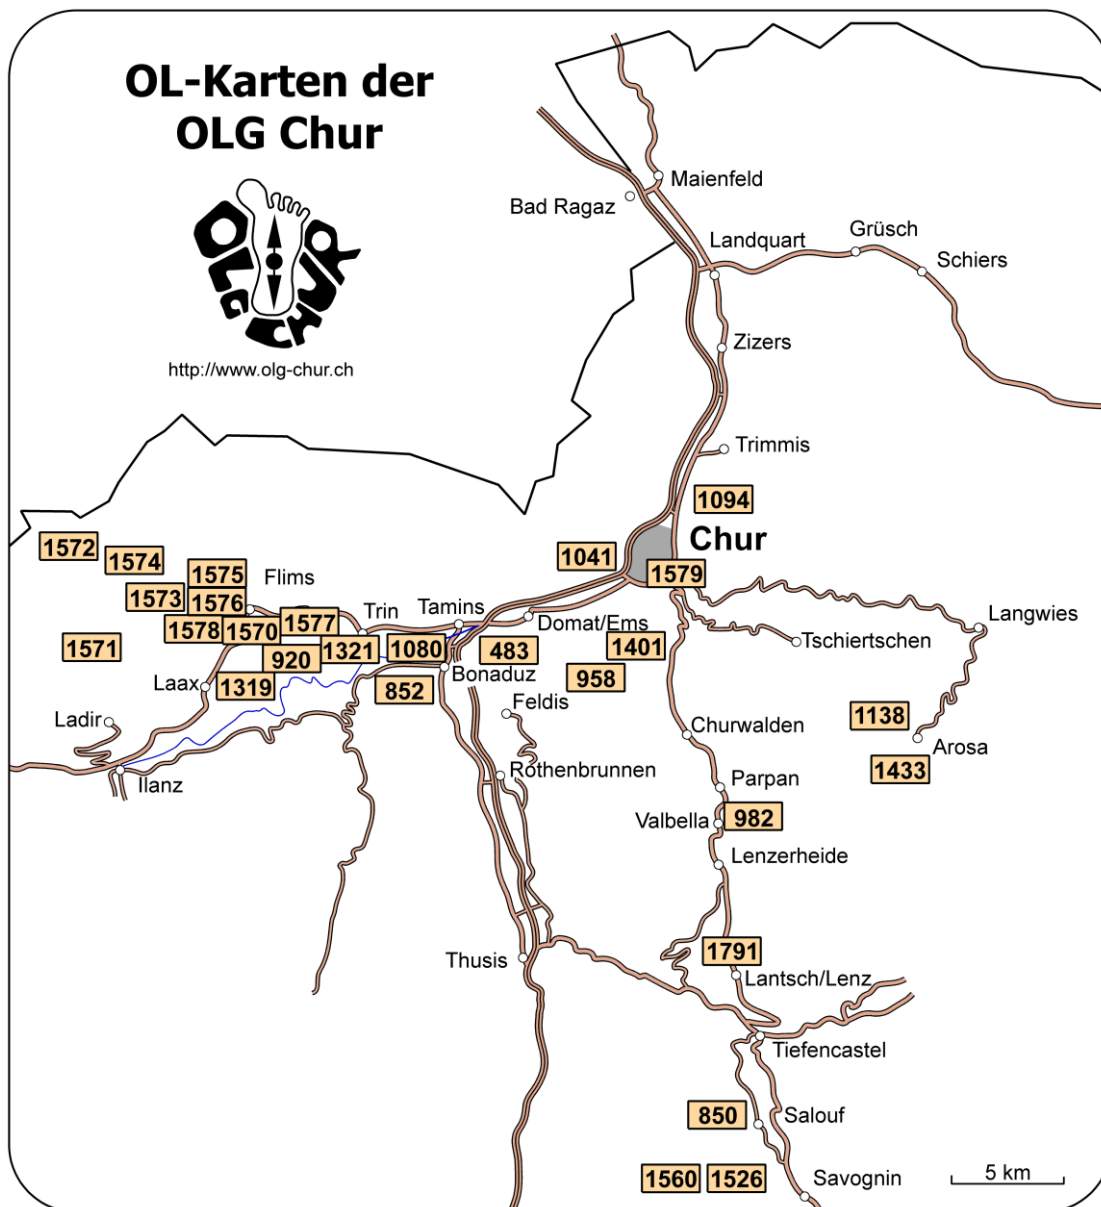 OL-Karten der
OLG Chur
OLG CHUR
http://www.olg-chur.ch
Maienfeld
Bad Ragaz
Landquart
Grüsch
Schiers
Zizers
Trimmis
1094
Chur
1041
1579
1572
1574
1575
1573
1576
Flims
1577
Trin
Tamins
Domat/Ems
Langwies
1578
1570
1571
920
1321
1080
483
1401
Tschiertschen
958
Bonaduz
Laax
1319
852
Ladir
Feldis
1138
Arosa
1433
Churwalden
Ilanz
Rothenbrunnen
Parpan
Valbella
982
Lenzerheide
1791
Thusis
Lantsch/Lenz
Tiefencastel
850
Salouf
1560
1526
Savognin
5 km